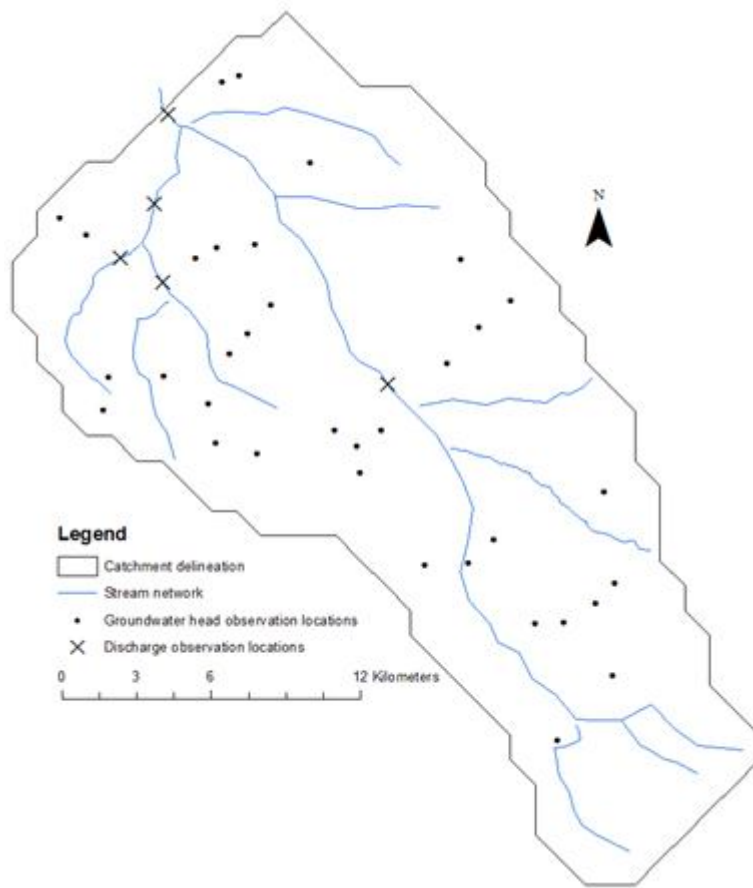 N
Legend
Catchment delineation
Stream network
Groundwater head observation locations
Discharge observation locations
0 3 6 12 Kilometers